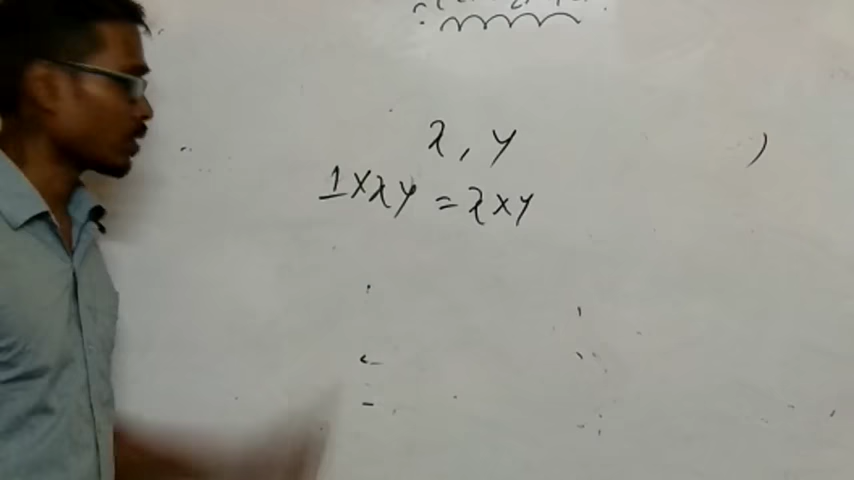 x, y
1 × xy = x × y